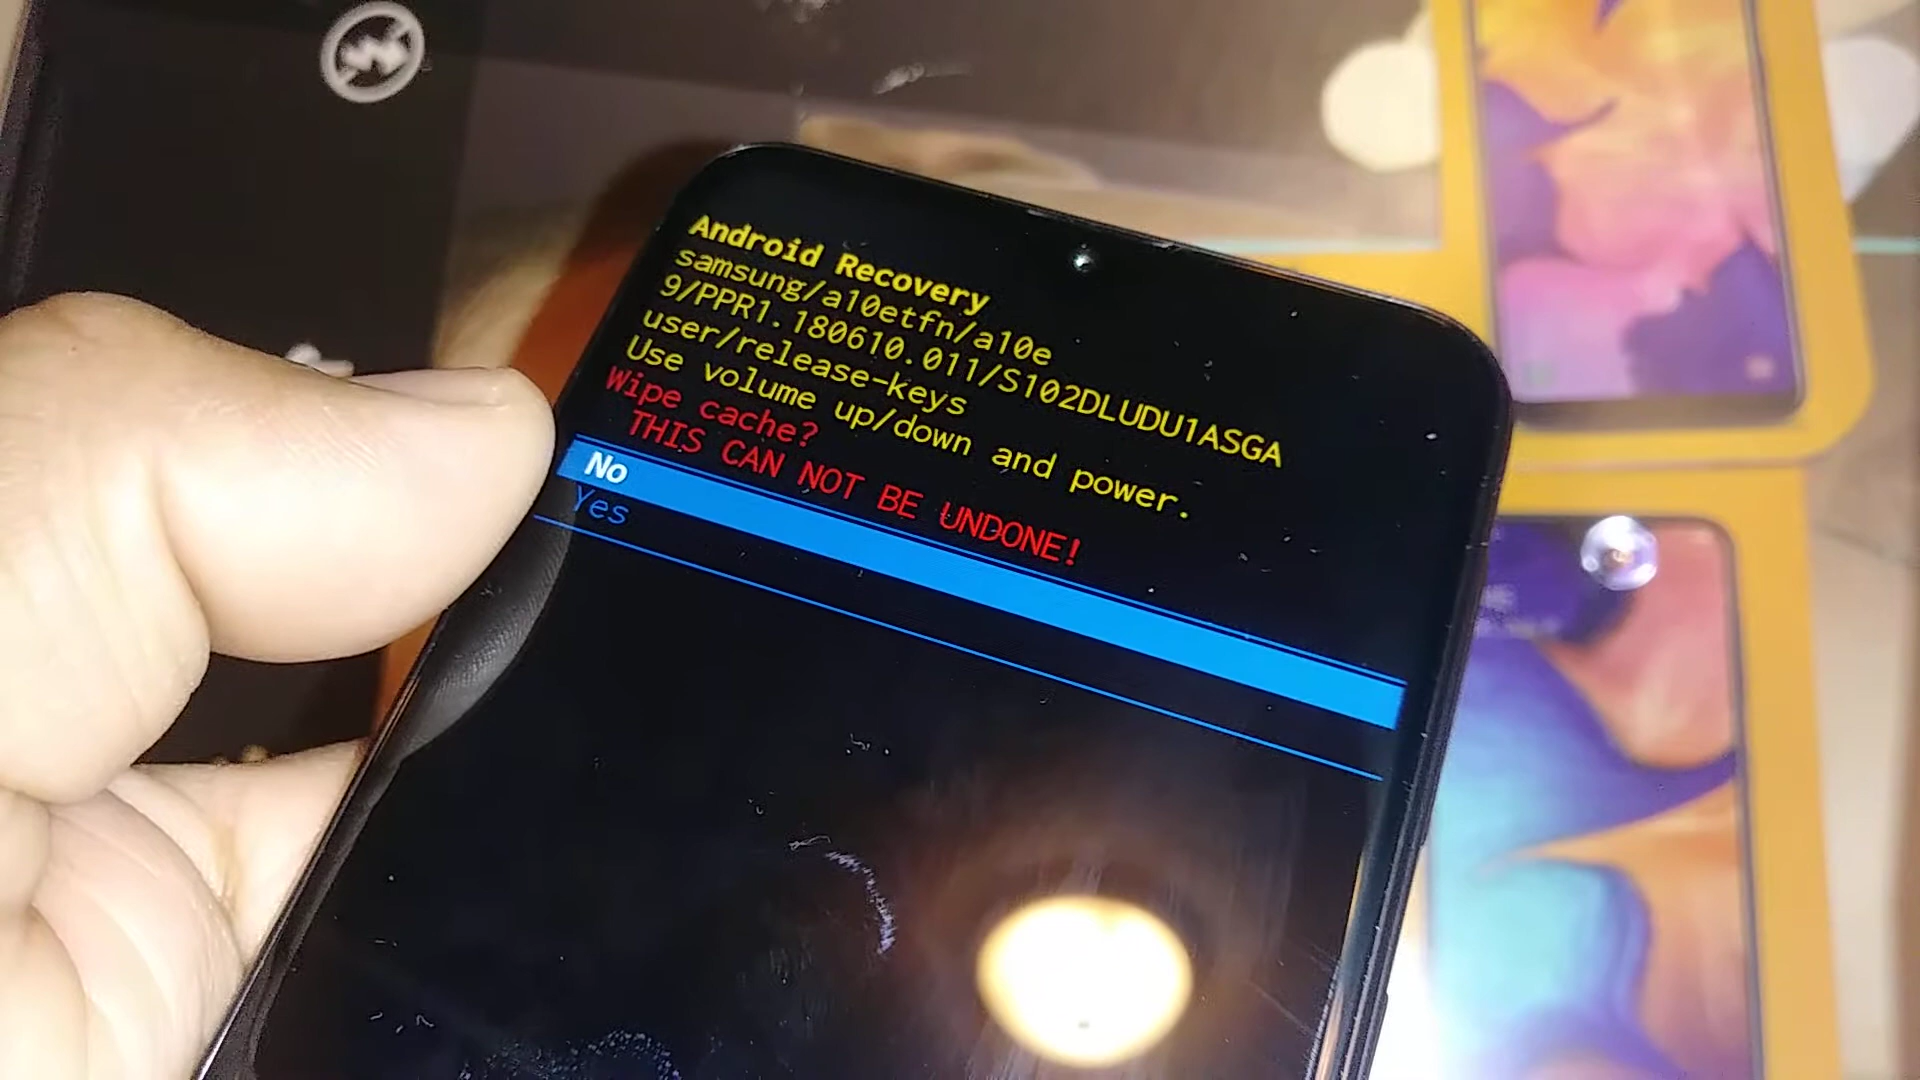 Android Recovery
samsung/a10etfn/a10e
9/PPR1.180610.011/S102DLUDU1ASGA
user/release-keys
Use volume up/down and power.
Wipe cache?
THIS CAN NOT BE UNDONE!
No
Yes